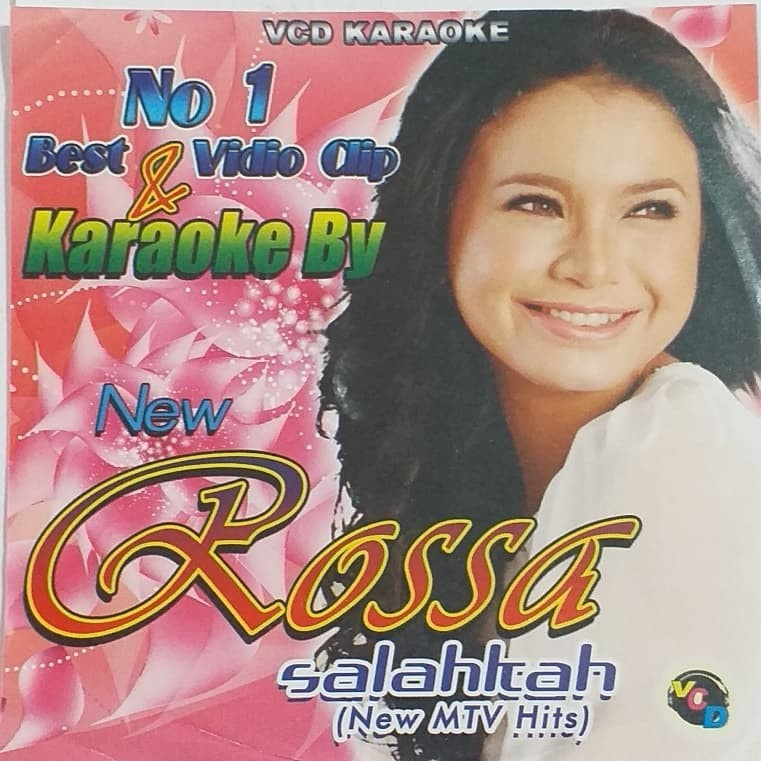 VCD KARAOKE
No 1
Best & Vidio Clip
Karaoke By
New
Rossa
salahkah
(New MTV Hits)
VCD